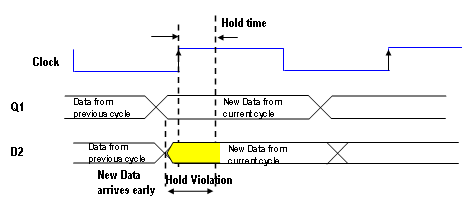 Hold time
Clock
Q1
Data from
previous cycle
New Data from
current cycle
D2
Data from
previous cycle
New Data from
current cycle
New Data
arrives early
Hold Violation